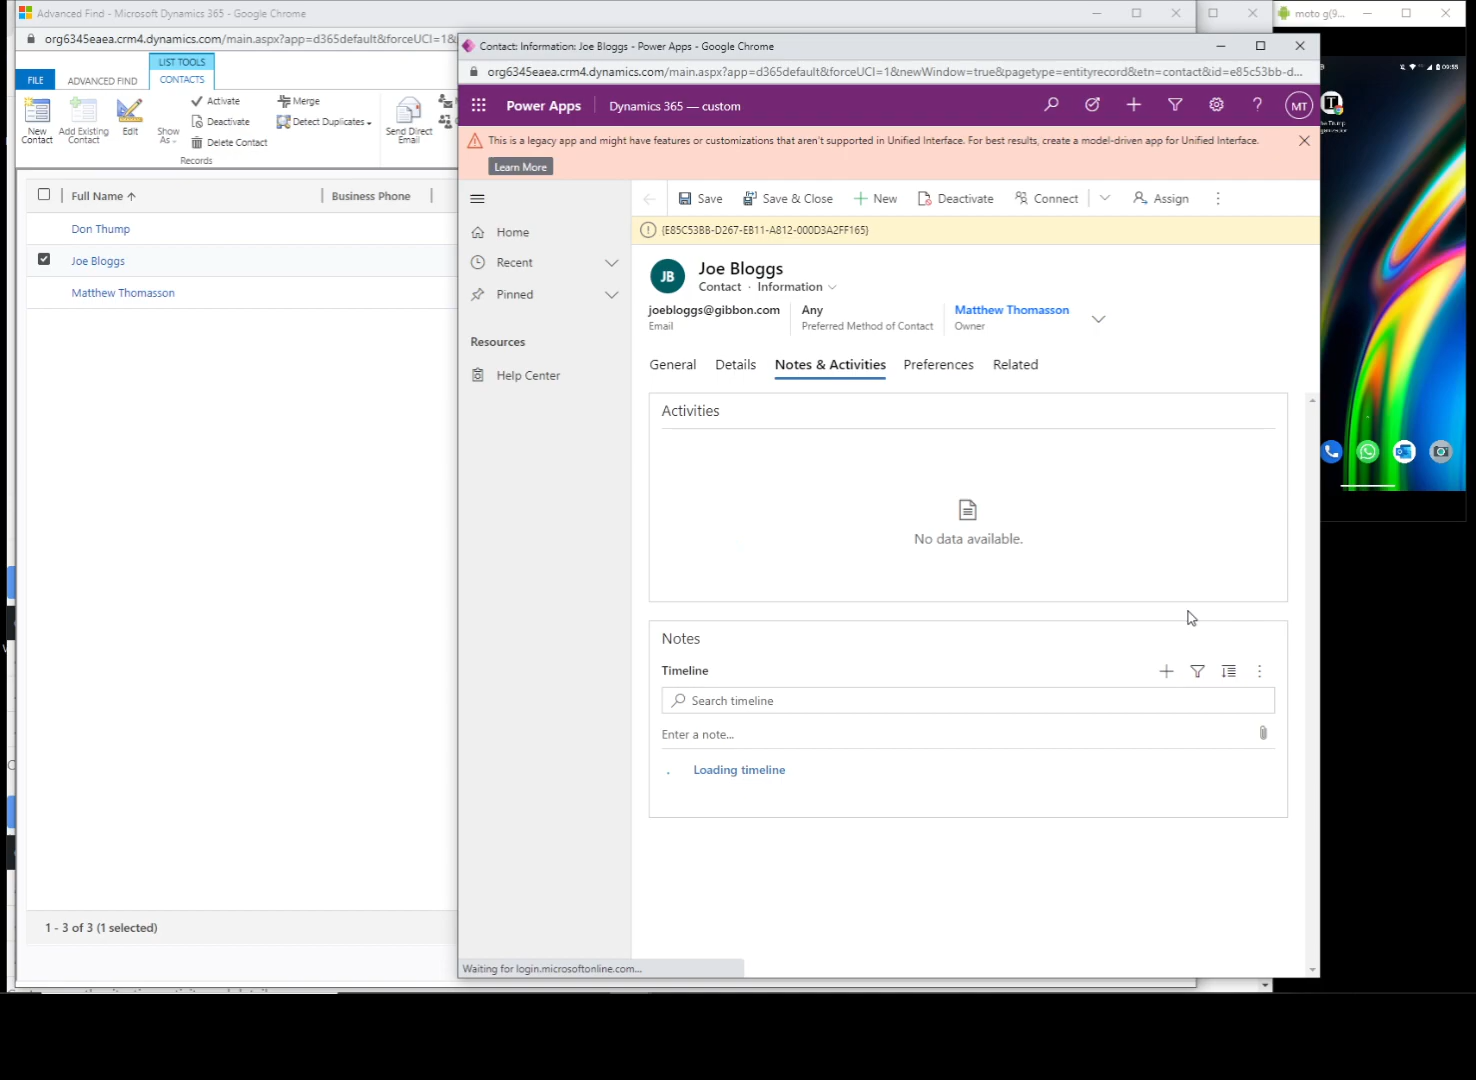 Advanced Find - Microsoft Dynamics 365 - Google Chrome
org6345eaea.crm4.dynamics.com/main.aspx?app=d365default&forceUCI=1&
LIST TOOLS
FILE
ADVANCED FIND
CONTACTS
New Contact
Add Existing Contact
Edit
Show As
Activate
Deactivate
Delete Contact
Merge
Detect Duplicates
Send Direct Email
Records
Full Name
Business Phone
Don Thump
Joe Bloggs
Matthew Thomasson
1 - 3 of 3 (1 selected)
Contact: Information: Joe Bloggs - Power Apps - Google Chrome
org6345eaea.crm4.dynamics.com/main.aspx?app=d365default&forceUCI=1&newWindow=true&pagetype=entityrecord&etn=contact&id=e85c53bb-d...
Power Apps
Dynamics 365 — custom
MT
This is a legacy app and might have features or customizations that aren't supported in Unified Interface. For best results, create a model-driven app for Unified Interface.
Learn More
Home
Recent
Pinned
Resources
Help Center
Save
Save & Close
New
Deactivate
Connect
Assign
{E85C53BB-D267-EB11-A812-000D3A2FF165}
JB
Joe Bloggs
Contact · Information
joebloggs@gibbon.com
Email
Any
Preferred Method of Contact
Matthew Thomasson
Owner
General
Details
Notes & Activities
Preferences
Related
Activities
No data available.
Notes
Timeline
Search timeline
Enter a note...
Loading timeline
Waiting for login.microsoftonline.com...
moto g(9...
09:55